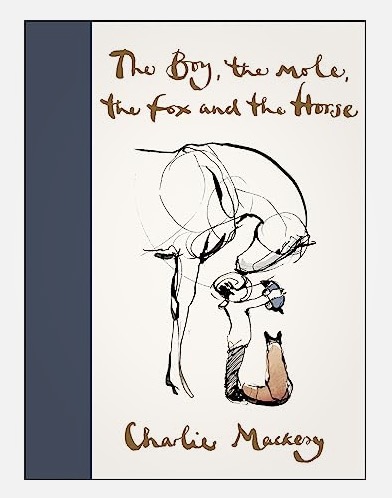 The Boy, the mole,
the fox and the Horse
Charlie Mackesy